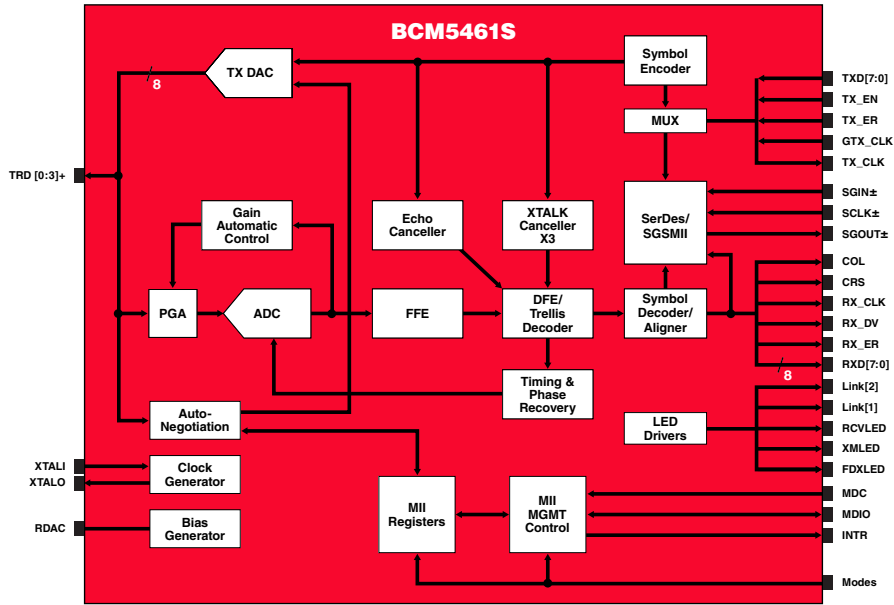 BCM5461S
TX DAC
8
Symbol
Encoder
MUX
TXD[7:0]
TX_EN
TX_ER
GTX_CLK
TX_CLK
TRD [0:3]+
Gain
Automatic
Control
Echo
Canceller
XTALK
Canceller
X3
SerDes/
SGSMII
SGIN±
SCLK±
SGOUT±
PGA
ADC
FFE
DFE/
Trellis
Decoder
Symbol
Decoder/
Aligner
COL
CRS
RX_CLK
RX_DV
RX_ER
RXD[7:0]
8
Timing &
Phase
Recovery
Auto-
Negotiation
LED
Drivers
Link[2]
Link[1]
RCVLED
XMLED
FDXLED
XTALI
XTALO
Clock
Generator
RDAC
Bias
Generator
MII
Registers
MII
MGMT
Control
MDC
MDIO
INTR
Modes